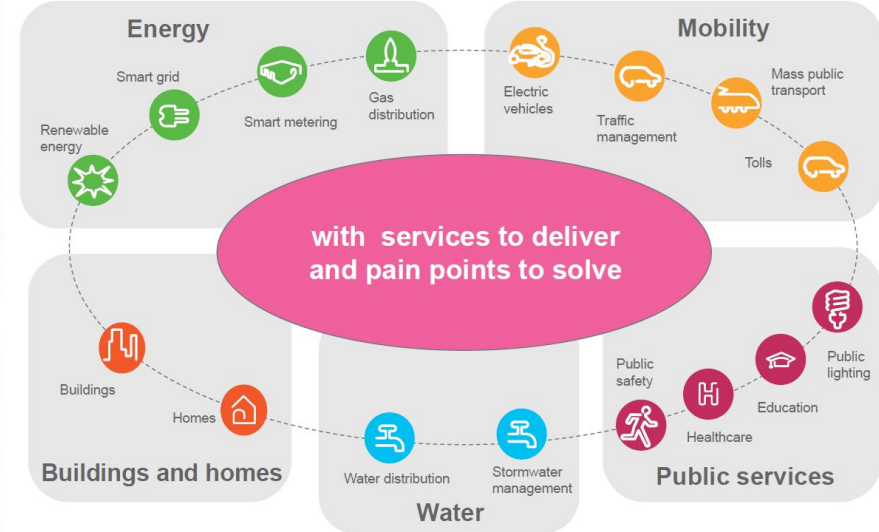 Energy
Mobility
Smart grid
Smart metering
Gas
distribution
Renewable
energy
Electric
vehicles
Traffic
management
Mass public
transport
Tolls
with services to deliver
and pain points to solve
Buildings
Homes
Buildings and homes
Water distribution
Stormwater
management
Water
Public
safety
Healthcare
Education
Public
lighting
Public services